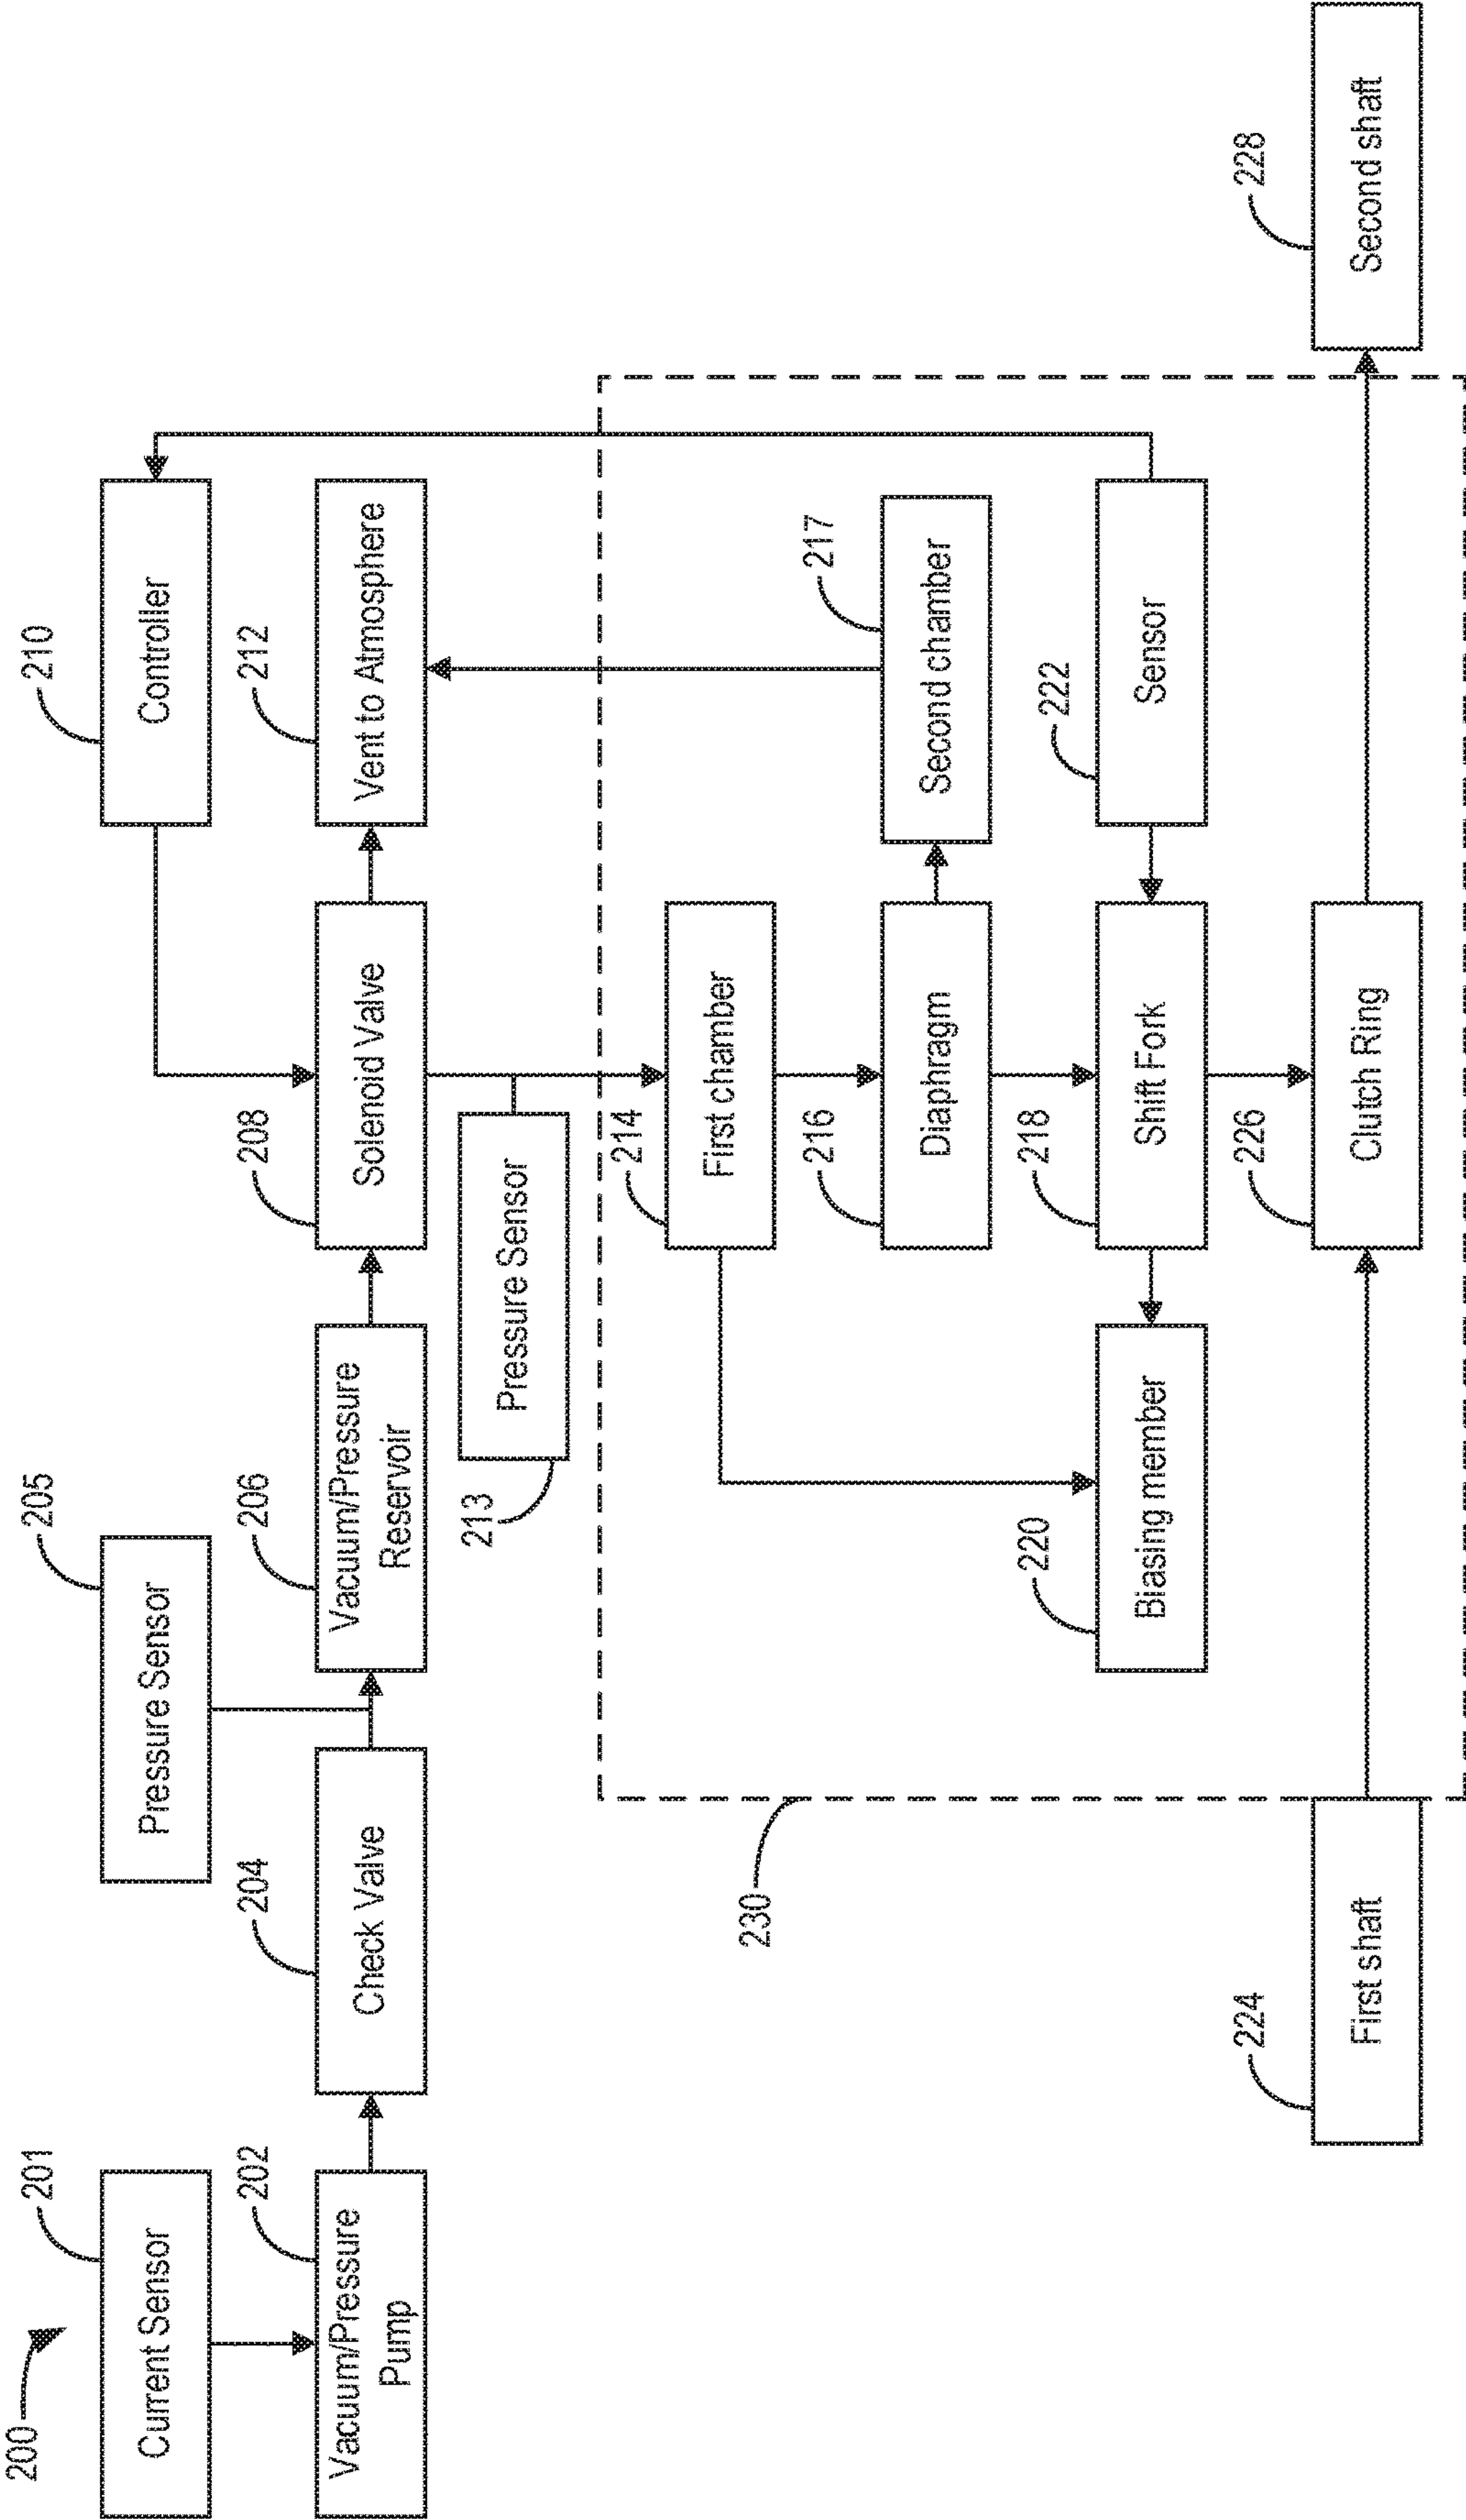 200
201
Current Sensor
205
Pressure Sensor
210
Controller
202
Vacuum/Pressure
Pump
204
Check Valve
206
Vacuum/Pressure
Reservoir
208
Solenoid Valve
212
Vent to Atmosphere
213
Pressure Sensor
214
First chamber
230
216
Diaphragm
217
Second chamber
220
Biasing member
218
Shift Fork
222
Sensor
224
First shaft
226
Clutch Ring
228
Second shaft